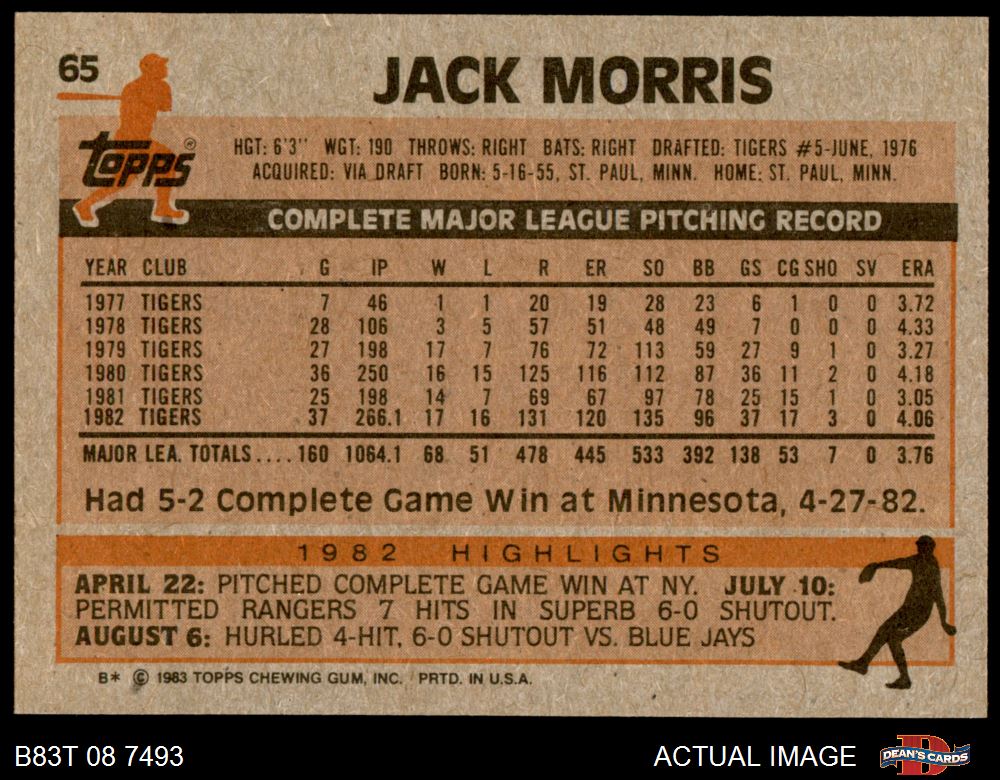 65
JACK MORRIS
topps®
HGT: 6'3" WGT: 190 THROWS: RIGHT BATS: RIGHT DRAFTED: TIGERS #5-JUNE, 1976
ACQUIRED: VIA DRAFT BORN: 5-16-55, ST. PAUL, MINN. HOME: ST. PAUL, MINN.
COMPLETE MAJOR LEAGUE PITCHING RECORD
YEAR CLUB G IP W L R ER SO BB GS CG SHO SV ERA
1977 TIGERS 7 46 1 1 20 19 28 23 6 1 0 0 3.72
1978 TIGERS 28 106 3 5 57 51 48 49 7 0 0 0 4.33
1979 TIGERS 27 198 17 7 76 72 113 59 27 9 1 0 3.27
1980 TIGERS 36 250 16 15 125 116 112 87 36 11 2 0 4.18
1981 TIGERS 25 198 14 7 69 67 97 78 25 15 1 0 3.05
1982 TIGERS 37 266.1 17 16 131 120 135 96 37 17 3 0 4.06
MAJOR LEA. TOTALS.... 160 1064.1 68 51 478 445 533 392 138 53 7 0 3.76
Had 5-2 Complete Game Win at Minnesota, 4-27-82.
1982 HIGHLIGHTS
APRIL 22: PITCHED COMPLETE GAME WIN AT NY. JULY 10:
PERMITTED RANGERS 7 HITS IN SUPERB 6-0 SHUTOUT.
AUGUST 6: HURLED 4-HIT, 6-0 SHUTOUT VS. BLUE JAYS
B* © 1983 TOPPS CHEWING GUM, INC. PRTD. IN U.S.A.
B83T 08 7493 ACTUAL IMAGE DEAN'S CARDS